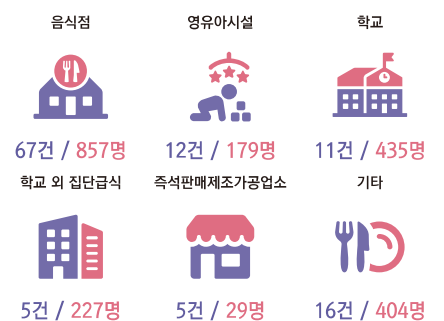 음식점 영유아시설 학교
67건 / 857명 12건 / 179명 11건 / 435명
학교 외 집단급식 즉석판매제조가공업소 기타
5건 / 227명 5건 / 29명 16건 / 404명